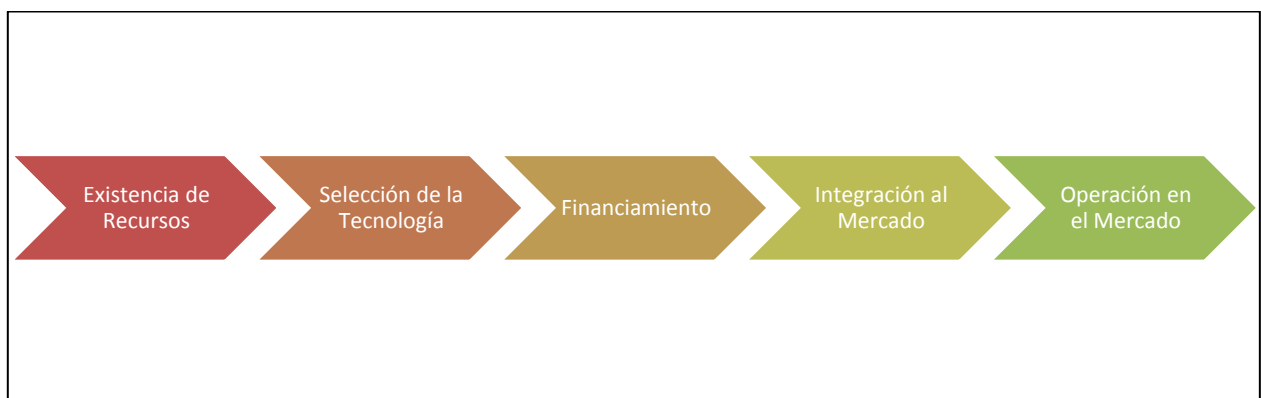 Existencia de
Recursos
Selección de la
Tecnología
Financiamiento
Integración al
Mercado
Operación en
el Mercado